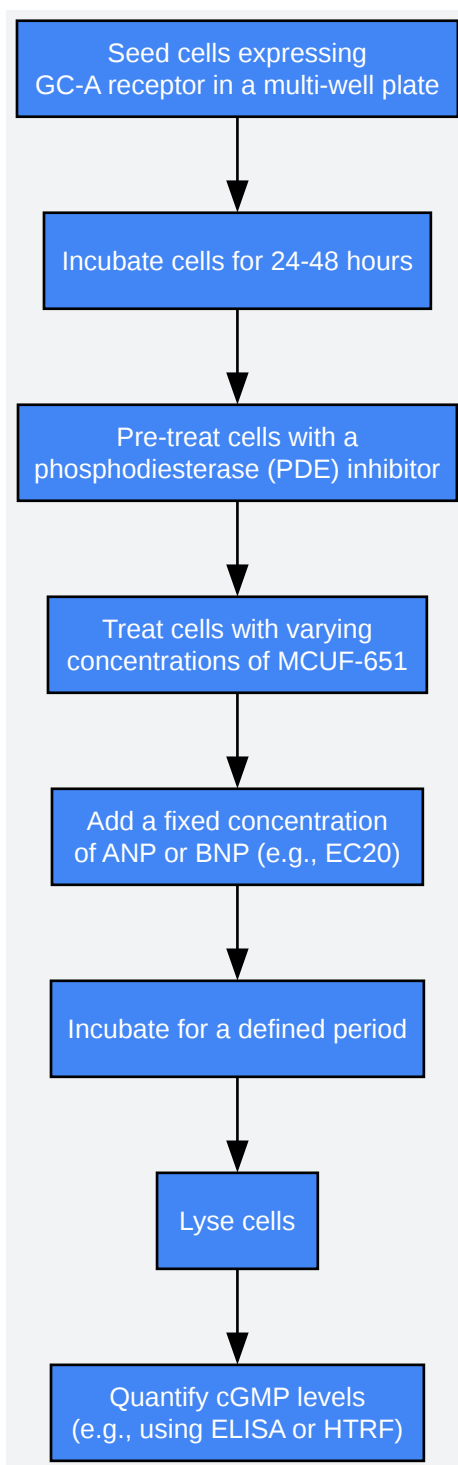 Seed cells expressing
GC-A receptor in a multi-well plate
Incubate cells for 24-48 hours
Pre-treat cells with a
phosphodiesterase (PDE) inhibitor
Treat cells with varying
concentrations of MCUF-651
Add a fixed concentration
of ANP or BNP (e.g., EC20)
Incubate for a defined period
Lyse cells
Quantify cGMP levels
(e.g., using ELISA or HTRF)